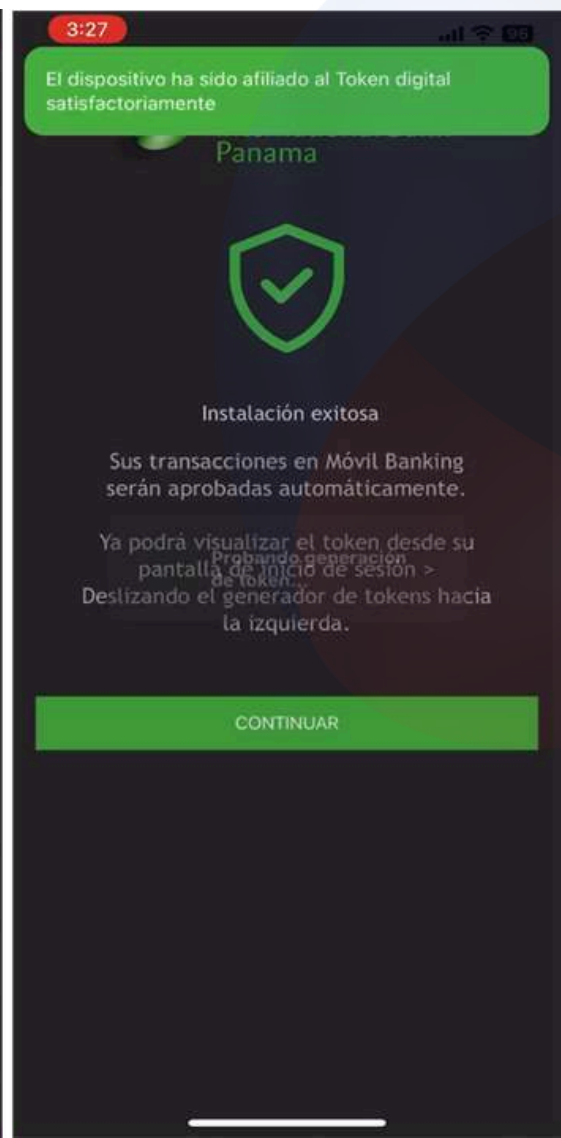 3:27
96
El dispositivo ha sido afiliado al Token digital
satisfactoriamente
Panama
Instalación exitosa
Sus transacciones en Móvil Banking
serán aprobadas automáticamente.
Ya podrá visualizar el token desde su
pantalla de inicio de sesión >
Deslizando el generador de tokens hacia
la izquierda.
Probando generación
de token...
CONTINUAR